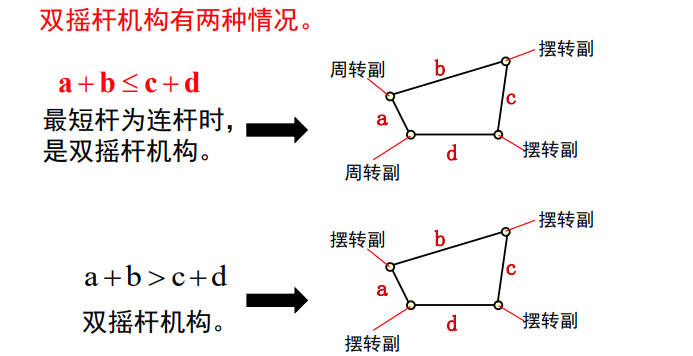 双摇杆机构有两种情况。
a+b≤c+d
最短杆为连杆时，
是双摇杆机构。
周转副
b
摆转副
a
c
d
周转副
摆转副
a+b>c+d
双摇杆机构。
摆转副
b
摆转副
a
c
d
摆转副
摆转副